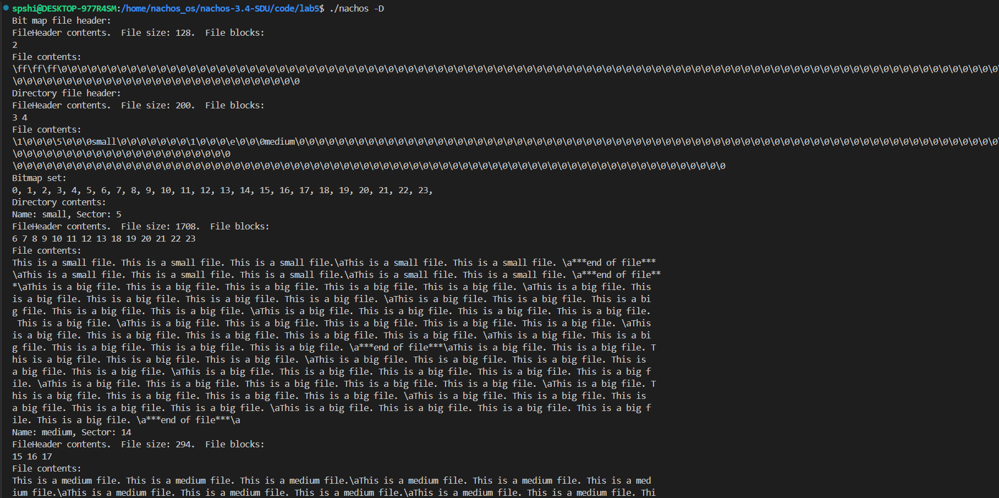 spshi@DESKTOP-977R4SM:/home/nachos_os/nachos-3.4-SDU/code/lab5$ ./nachos -D
Bit map file header:
FileHeader contents.  File size: 128.  File blocks:
2
File contents:
\ff\ff\ff\0\0\0\0\0\0\0\0\0\0\0\0\0\0\0\0\0\0\0\0\0\0\0\0\0\0\0\0\0\0\0\0\0\0\0\0\0\0\0\0\0\0\0\0\0\0\0\0\0\0\0\0\0\0\0\0\0\0\0\0\0\0\0\0\0\0\0\0\0\0\0\0\0\0\0\0\0\0\0\0\0\0\0\0\0\0\0\0\0\0\0\0\0\0\0
\0\0\0\0\0\0\0\0\0\0\0\0\0\0\0\0\0\0\0\0\0\0\0\0\0\0\0\0\0
Directory file header:
FileHeader contents.  File size: 200.  File blocks:
3 4
File contents:
\1\0\0\0\5\0\0\0small\0\0\0\0\0\0\0\1\0\0\0\e\0\0\0medium\0\0\0\0\0\0\0\0\0\0\0\0\0\0\0\0\0\0\0\0\0\0\0\0\0\0\0\0\0\0\0\0\0\0\0\0\0\0\0\0\0\0\0\0\0\0\0\0\0\0\0\0\0\0\0\0\0\0\0\0\0\0\0\0\0\0\0
\0\0\0\0\0\0\0\0\0\0\0\0\0\0\0\0\0\0\0\0\0\0
\0\0\0\0\0\0\0\0\0\0\0\0\0\0\0\0\0\0\0\0\0\0\0\0\0\0\0\0\0\0\0\0\0\0\0\0\0\0\0\0\0\0\0\0\0\0\0\0\0\0\0\0\0\0\0\0\0\0\0\0\0\0\0\0\0\0\0\0\0\0\0\0
Bitmap set:
0, 1, 2, 3, 4, 5, 6, 7, 8, 9, 10, 11, 12, 13, 14, 15, 16, 17, 18, 19, 20, 21, 22, 23,
Directory contents:
Name: small, Sector: 5
FileHeader contents.  File size: 1708.  File blocks:
6 7 8 9 10 11 12 13 18 19 20 21 22 23
File contents:
This is a small file. This is a small file. This is a small file.\aThis is a small file. This is a small file. \a***end of file***
\aThis is a small file. This is a small file. This is a small file.\aThis is a small file. This is a small file. \a***end of file**
*\aThis is a big file. This is a big file. This is a big file. This is a big file. This is a big file. \aThis is a big file. This
is a big file. This is a big file. This is a big file. This is a big file. \aThis is a big file. This is a big file. This is a bi
g file. This is a big file. This is a big file. \aThis is a big file. This is a big file. This is a big file. This is a big file.
 This is a big file. \aThis is a big file. This is a big file. This is a big file. This is a big file. This is a big file. \aThis
is a big file. This is a big file. This is a big file. This is a big file. This is a big file. \aThis is a big file. This is a bi
g file. This is a big file. This is a big file. This is a big file. \a***end of file***\aThis is a big file. This is a big file. T
his is a big file. This is a big file. This is a big file. \aThis is a big file. This is a big file. This is a big file. This is
a big file. This is a big file. \aThis is a big file. This is a big file. This is a big file. This is a big file. This is a big f
ile. \aThis is a big file. This is a big file. This is a big file. This is a big file. This is a big file. \aThis is a big file. T
his is a big file. This is a big file. This is a big file. This is a big file. \aThis is a big file. This is a big file. This is
a big file. This is a big file. This is a big file. \aThis is a big file. This is a big file. This is a big file. This is a big f
ile. This is a big file. \a***end of file***\a
Name: medium, Sector: 14
FileHeader contents.  File size: 294.  File blocks:
15 16 17
File contents:
This is a medium file. This is a medium file. This is a medium file.\aThis is a medium file. This is a medium file. This is a med
ium file.\aThis is a medium file. This is a medium file. This is a medium file.\aThis is a medium file. This is a medium file. Thi